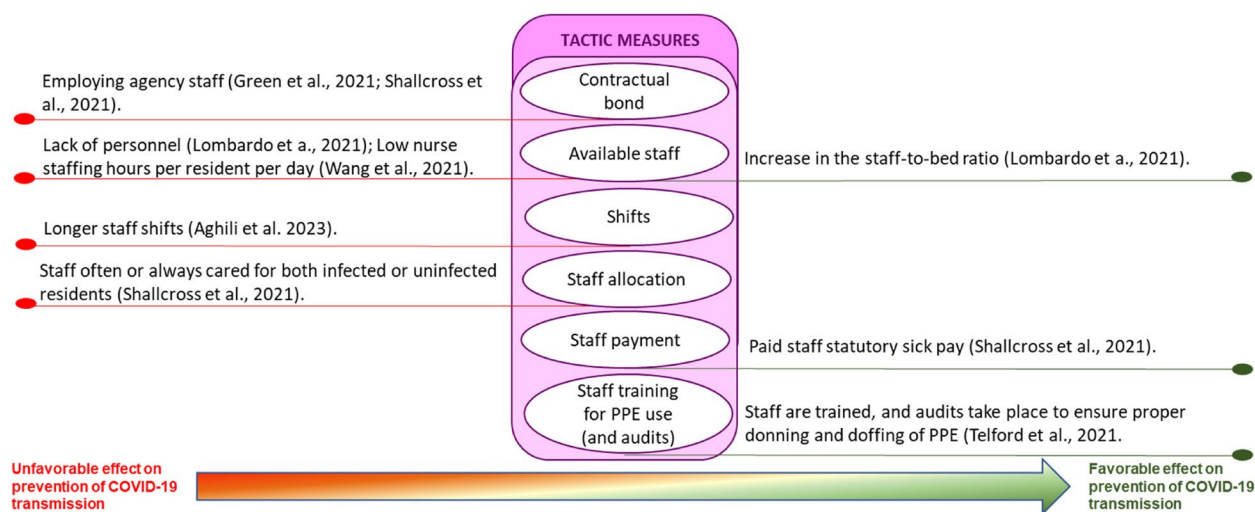 TACTIC MEASURES
Employing agency staff (Green et al., 2021; Shallcross et
al., 2021).
Contractual
bond
Lack of personnel (Lombardo et a., 2021); Low nurse
staffing hours per resident per day (Wang et al., 2021).
Available staff
Increase in the staff-to-bed ratio (Lombardo et a., 2021).
Shifts
Longer staff shifts (Aghili et al. 2023).
Staff often or always cared for both infected or uninfected
residents (Shallcross et al., 2021).
Staff allocation
Staff payment
Paid staff statutory sick pay (Shallcross et al., 2021).
Staff training
for PPE use
(and audits)
Staff are trained, and audits take place to ensure proper
donning and doffing of PPE (Telford et al., 2021.
Unfavorable effect on
prevention of COVID-19
transmission
Favorable effect on
prevention of COVID-19
transmission